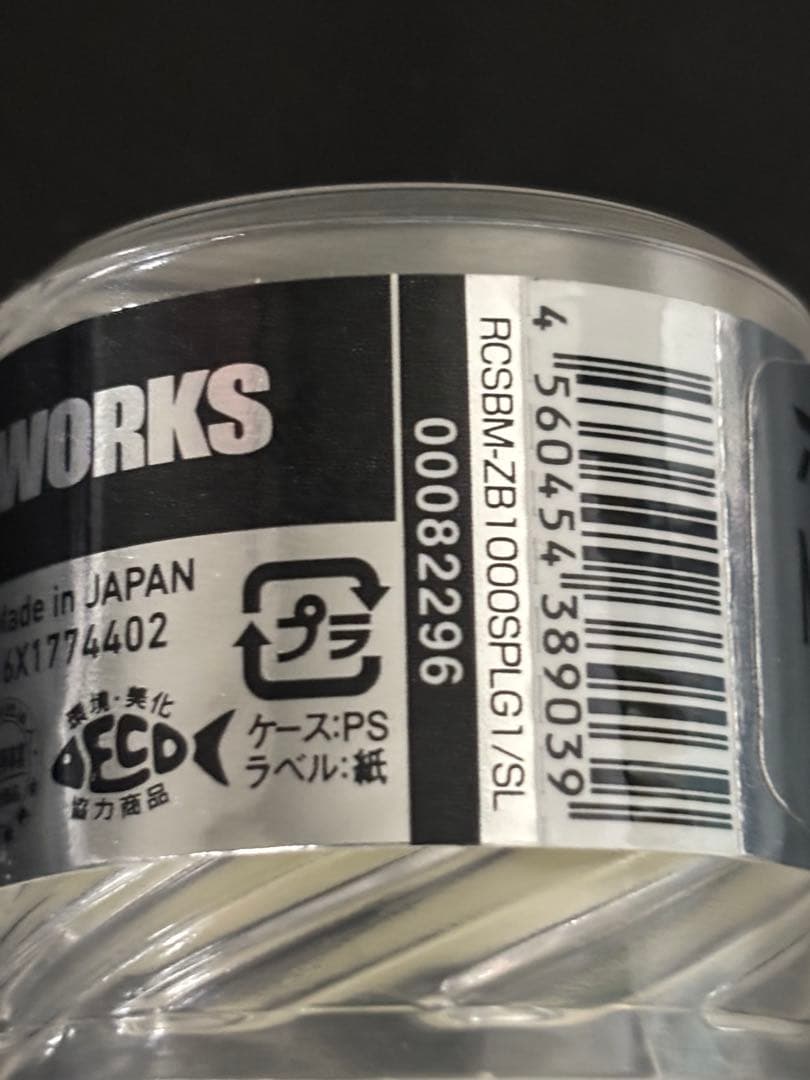 WORKS
Made in JAPAN
6X1774402
環境・美化
ECO
協力商品
プラ
ケース:PS
ラベル:紙
00082296
RCSBM-ZB1000SPLG1/SL
4 560454 389039